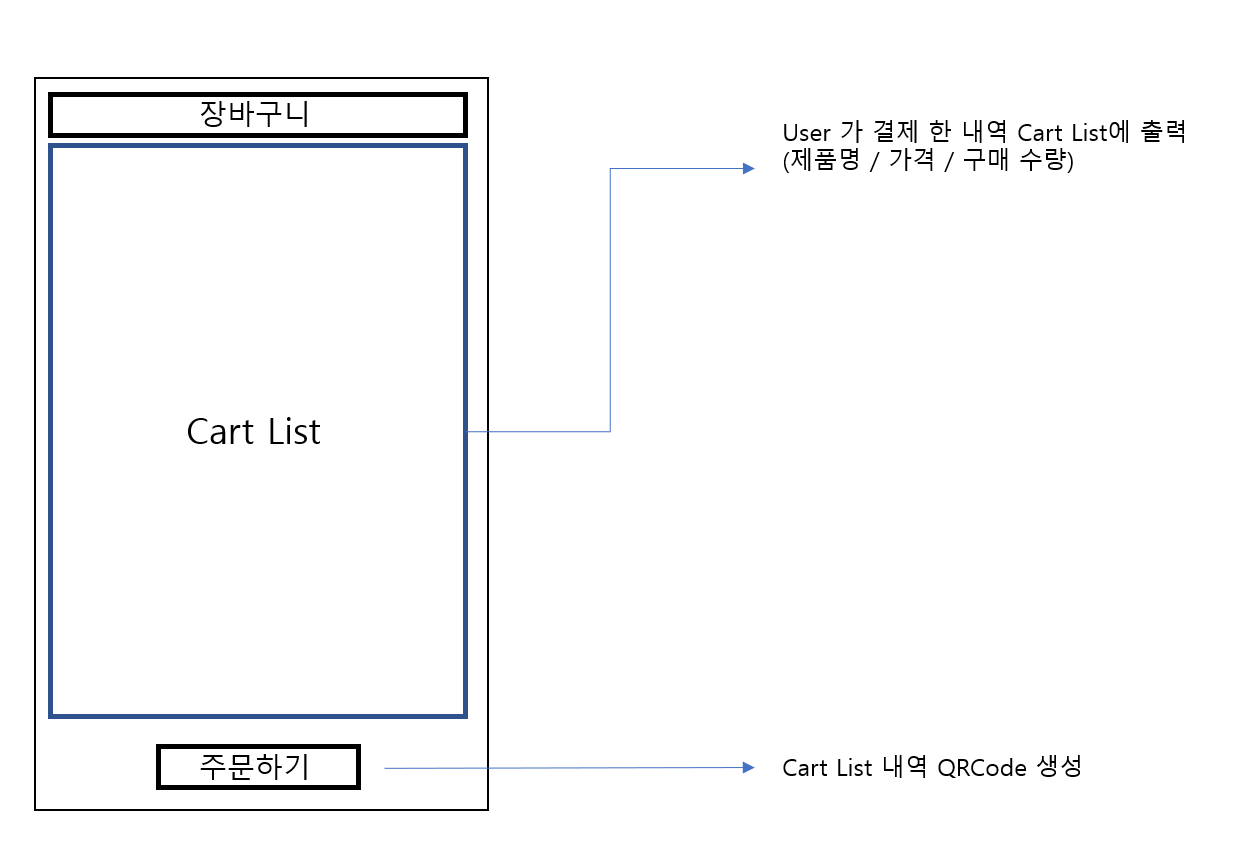 장바구니
Cart List
주문하기
User 가 결제 한 내역 Cart List에 출력
(제품명 / 가격 / 구매 수량)
Cart List 내역 QRCode 생성